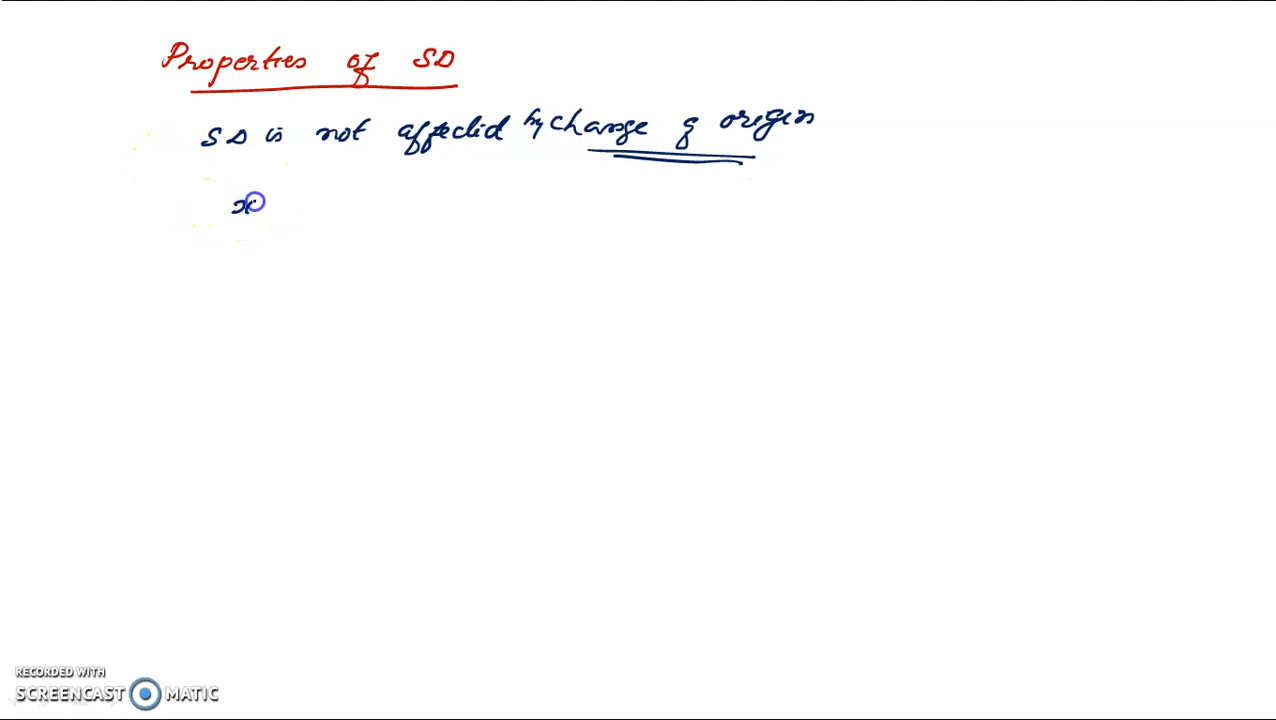 Properties of SD
SD is not affected by change of origin
x
RECORDED WITH
SCREENCAST MATIC